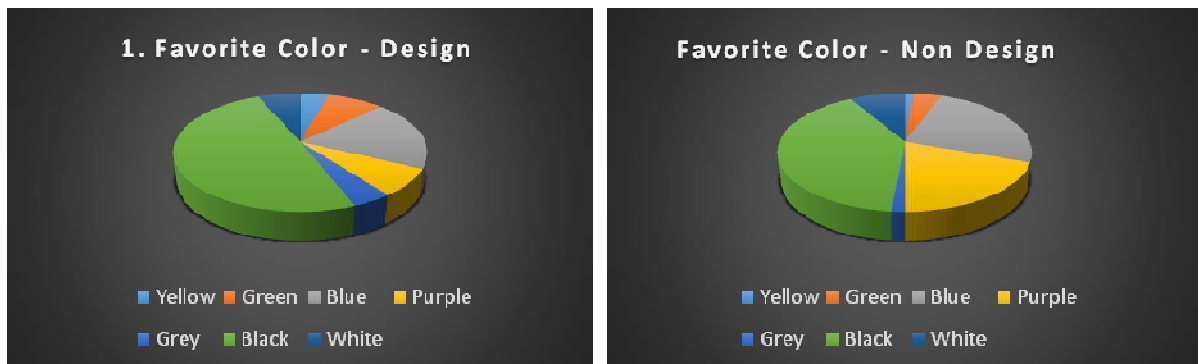 1. Favorite Color - Design
Yellow Green Blue Purple
Grey Black White
Favorite Color - Non Design
Yellow Green Blue Purple
Grey Black White